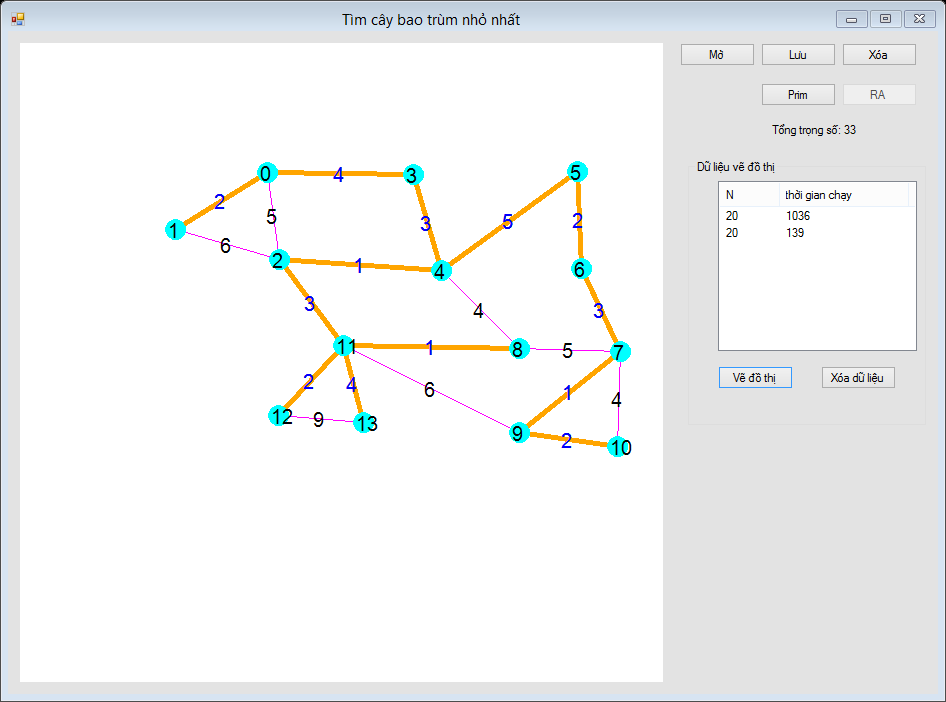 Tìm cây bao trùm nhỏ nhất
Mở Lưu Xóa
Prim RA
Tổng trọng số: 33
Dữ liệu vẽ đồ thị
N thời gian chạy
20 1036
20 139
Vẽ đồ thị Xóa dữ liệu
0 4 3 5
2 5 3 5 2
1 6 2 1 4 6
3 4 3
11 1 8 5 7
2 4 6 1 4
12 9 13 9 2 10